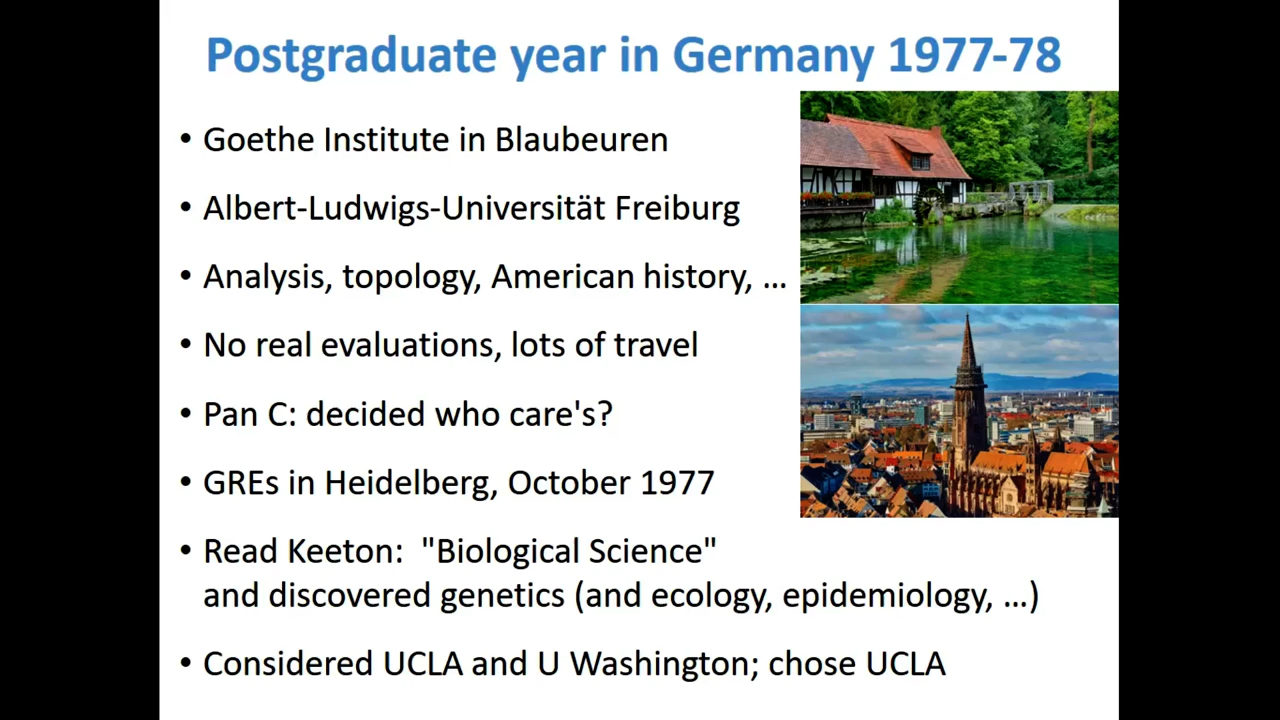 Postgraduate year in Germany 1977-78
• Goethe Institute in Blaubeuren
• Albert-Ludwigs-Universität Freiburg
• Analysis, topology, American history, ...
• No real evaluations, lots of travel
• Pan C: decided who care's?
• GREs in Heidelberg, October 1977
• Read Keeton:  "Biological Science"
and discovered genetics (and ecology, epidemiology, ...)
• Considered UCLA and U Washington; chose UCLA